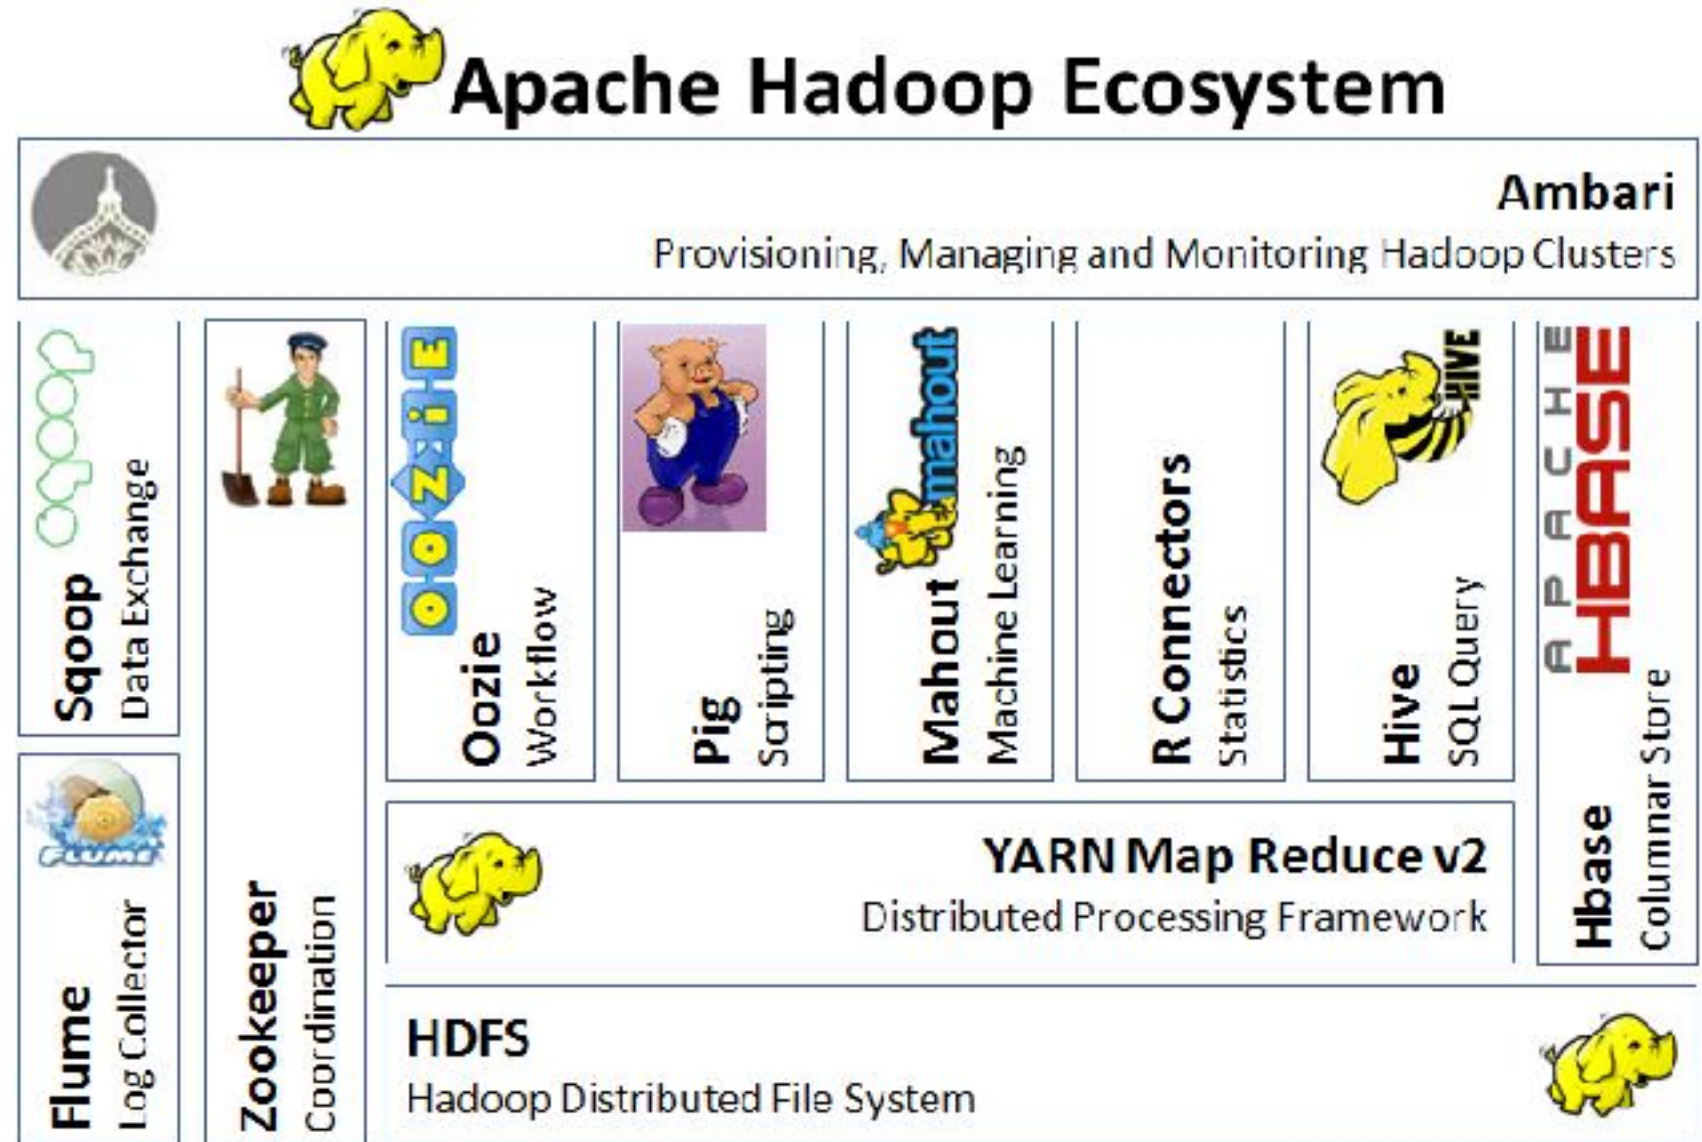 Apache Hadoop Ecosystem
Ambari
Provisioning, Managing and Monitoring Hadoop Clusters
sqoop
Sqoop
Data Exchange
FLUME
Flume
Log Collector
Zookeeper
Coordination
OOZIE
Oozie
Workflow
Pig
Scripting
mahout
Mahout
Machine Learning
R Connectors
Statistics
HIVE
Hive
SQL Query
APACHE
HBASE
Hbase
Columnar Store
YARN Map Reduce v2
Distributed Processing Framework
HDFS
Hadoop Distributed File System